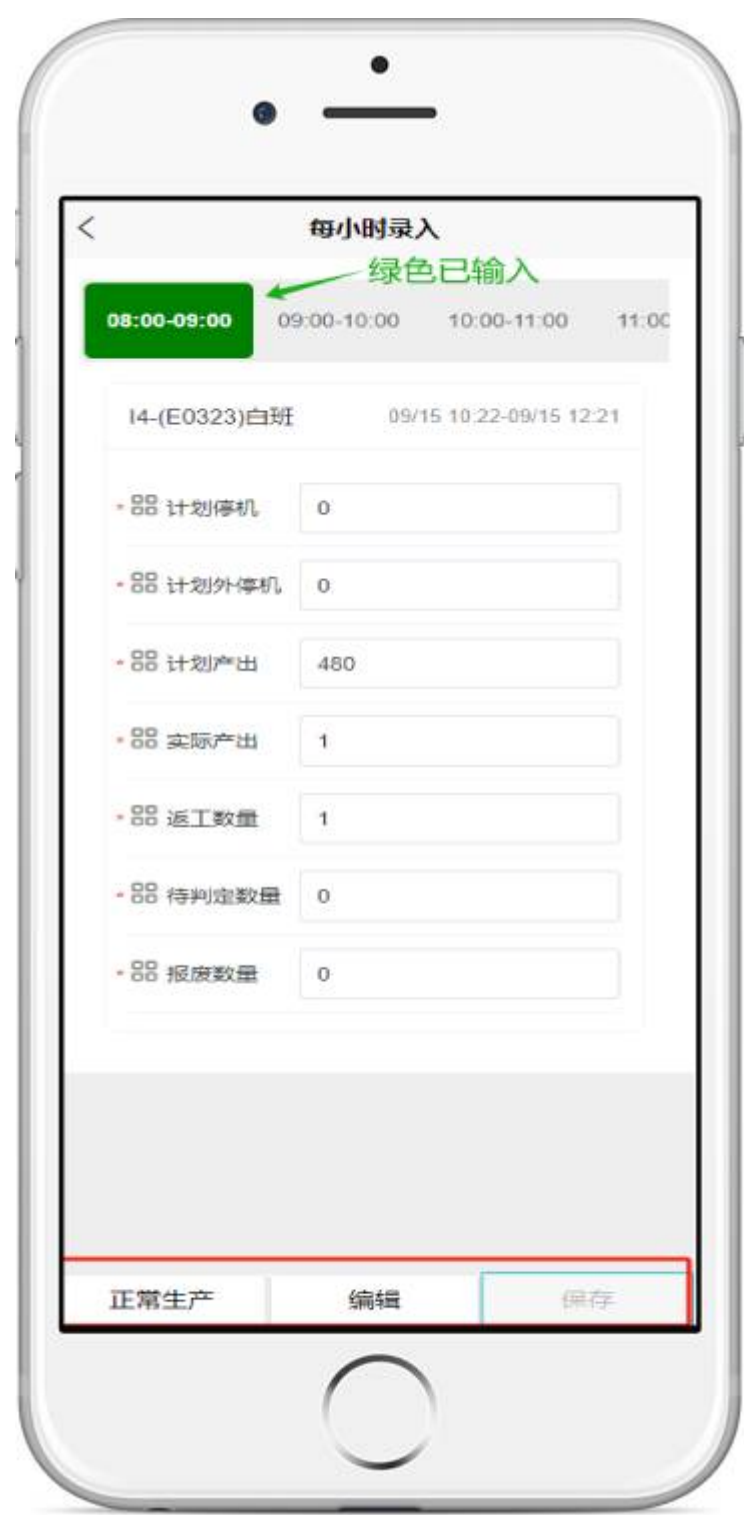 每小时录入
绿色已输入
08:00-09:00 09:00-10:00 10:00-11:00 11:00
I4-(E0323)白班 09/15 10:22-09/15 12:21
* 计划停机 0
* 计划外停机 0
* 计划产出 480
* 实际产出 1
* 返工数量 1
* 待判定数量 0
* 报废数量 0
正常生产 编辑 保存